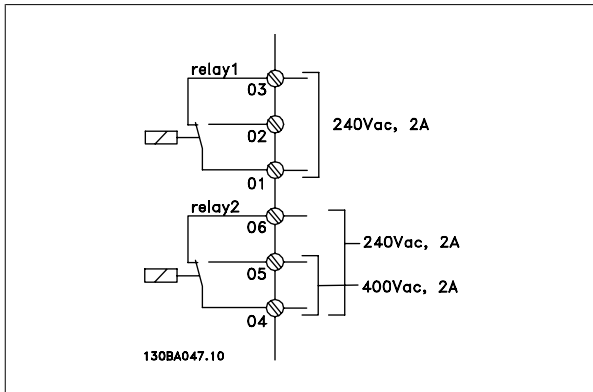 relay1
03
02
240Vac, 2A
01
relay2
06
240Vac, 2A
05
400Vac, 2A
04
130BA047.10